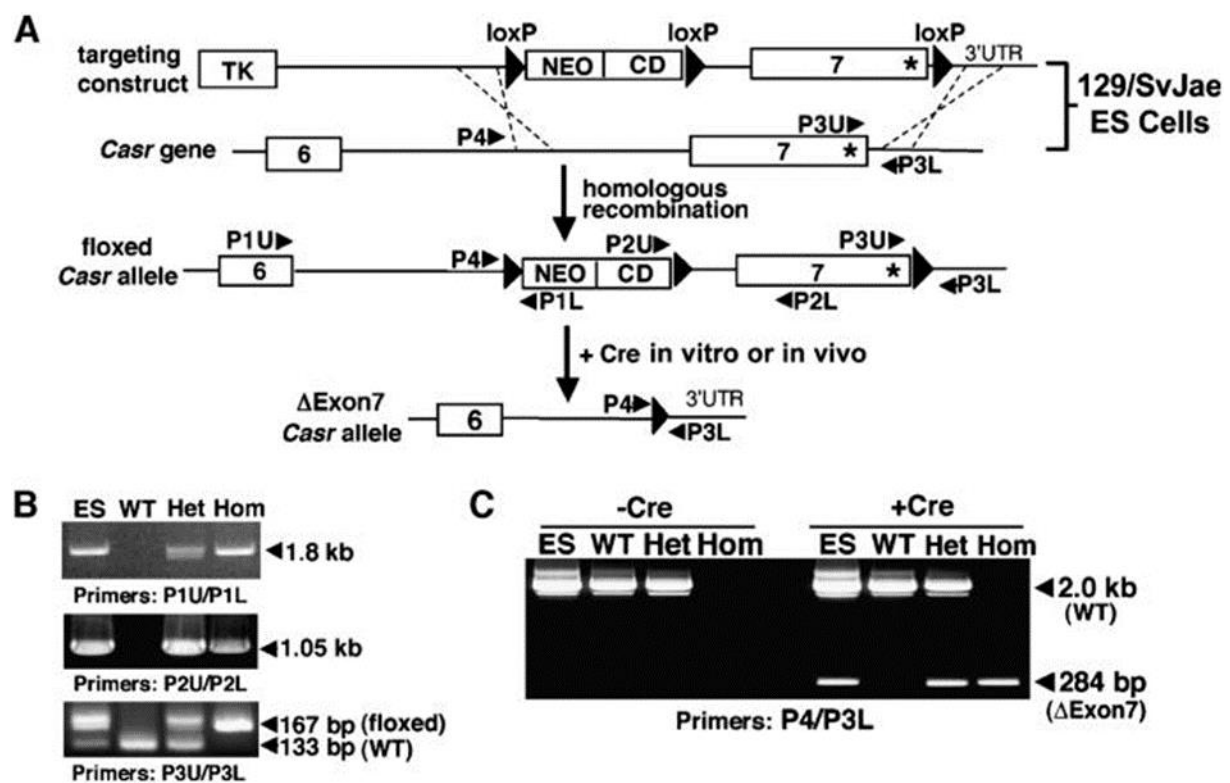 A
targeting
construct
TK
loxP
NEO
CD
loxP
7
*
loxP
3'UTR
129/SvJae
ES Cells
Casr gene
6
P4
P3U
7
*
P3L
homologous
recombination
floxed
Casr allele
P1U
6
P4
P2U
NEO
CD
P1L
P3U
7
*
P2L
P3L
+ Cre in vitro or in vivo
ΔExon7
Casr allele
6
P4
3'UTR
P3L
B
ES WT Het Hom
1.8 kb
Primers: P1U/P1L
1.05 kb
Primers: P2U/P2L
167 bp (floxed)
133 bp (WT)
Primers: P3U/P3L
C
-Cre
+Cre
ES WT Het Hom
ES WT Het Hom
2.0 kb
(WT)
284 bp
(ΔExon7)
Primers: P4/P3L